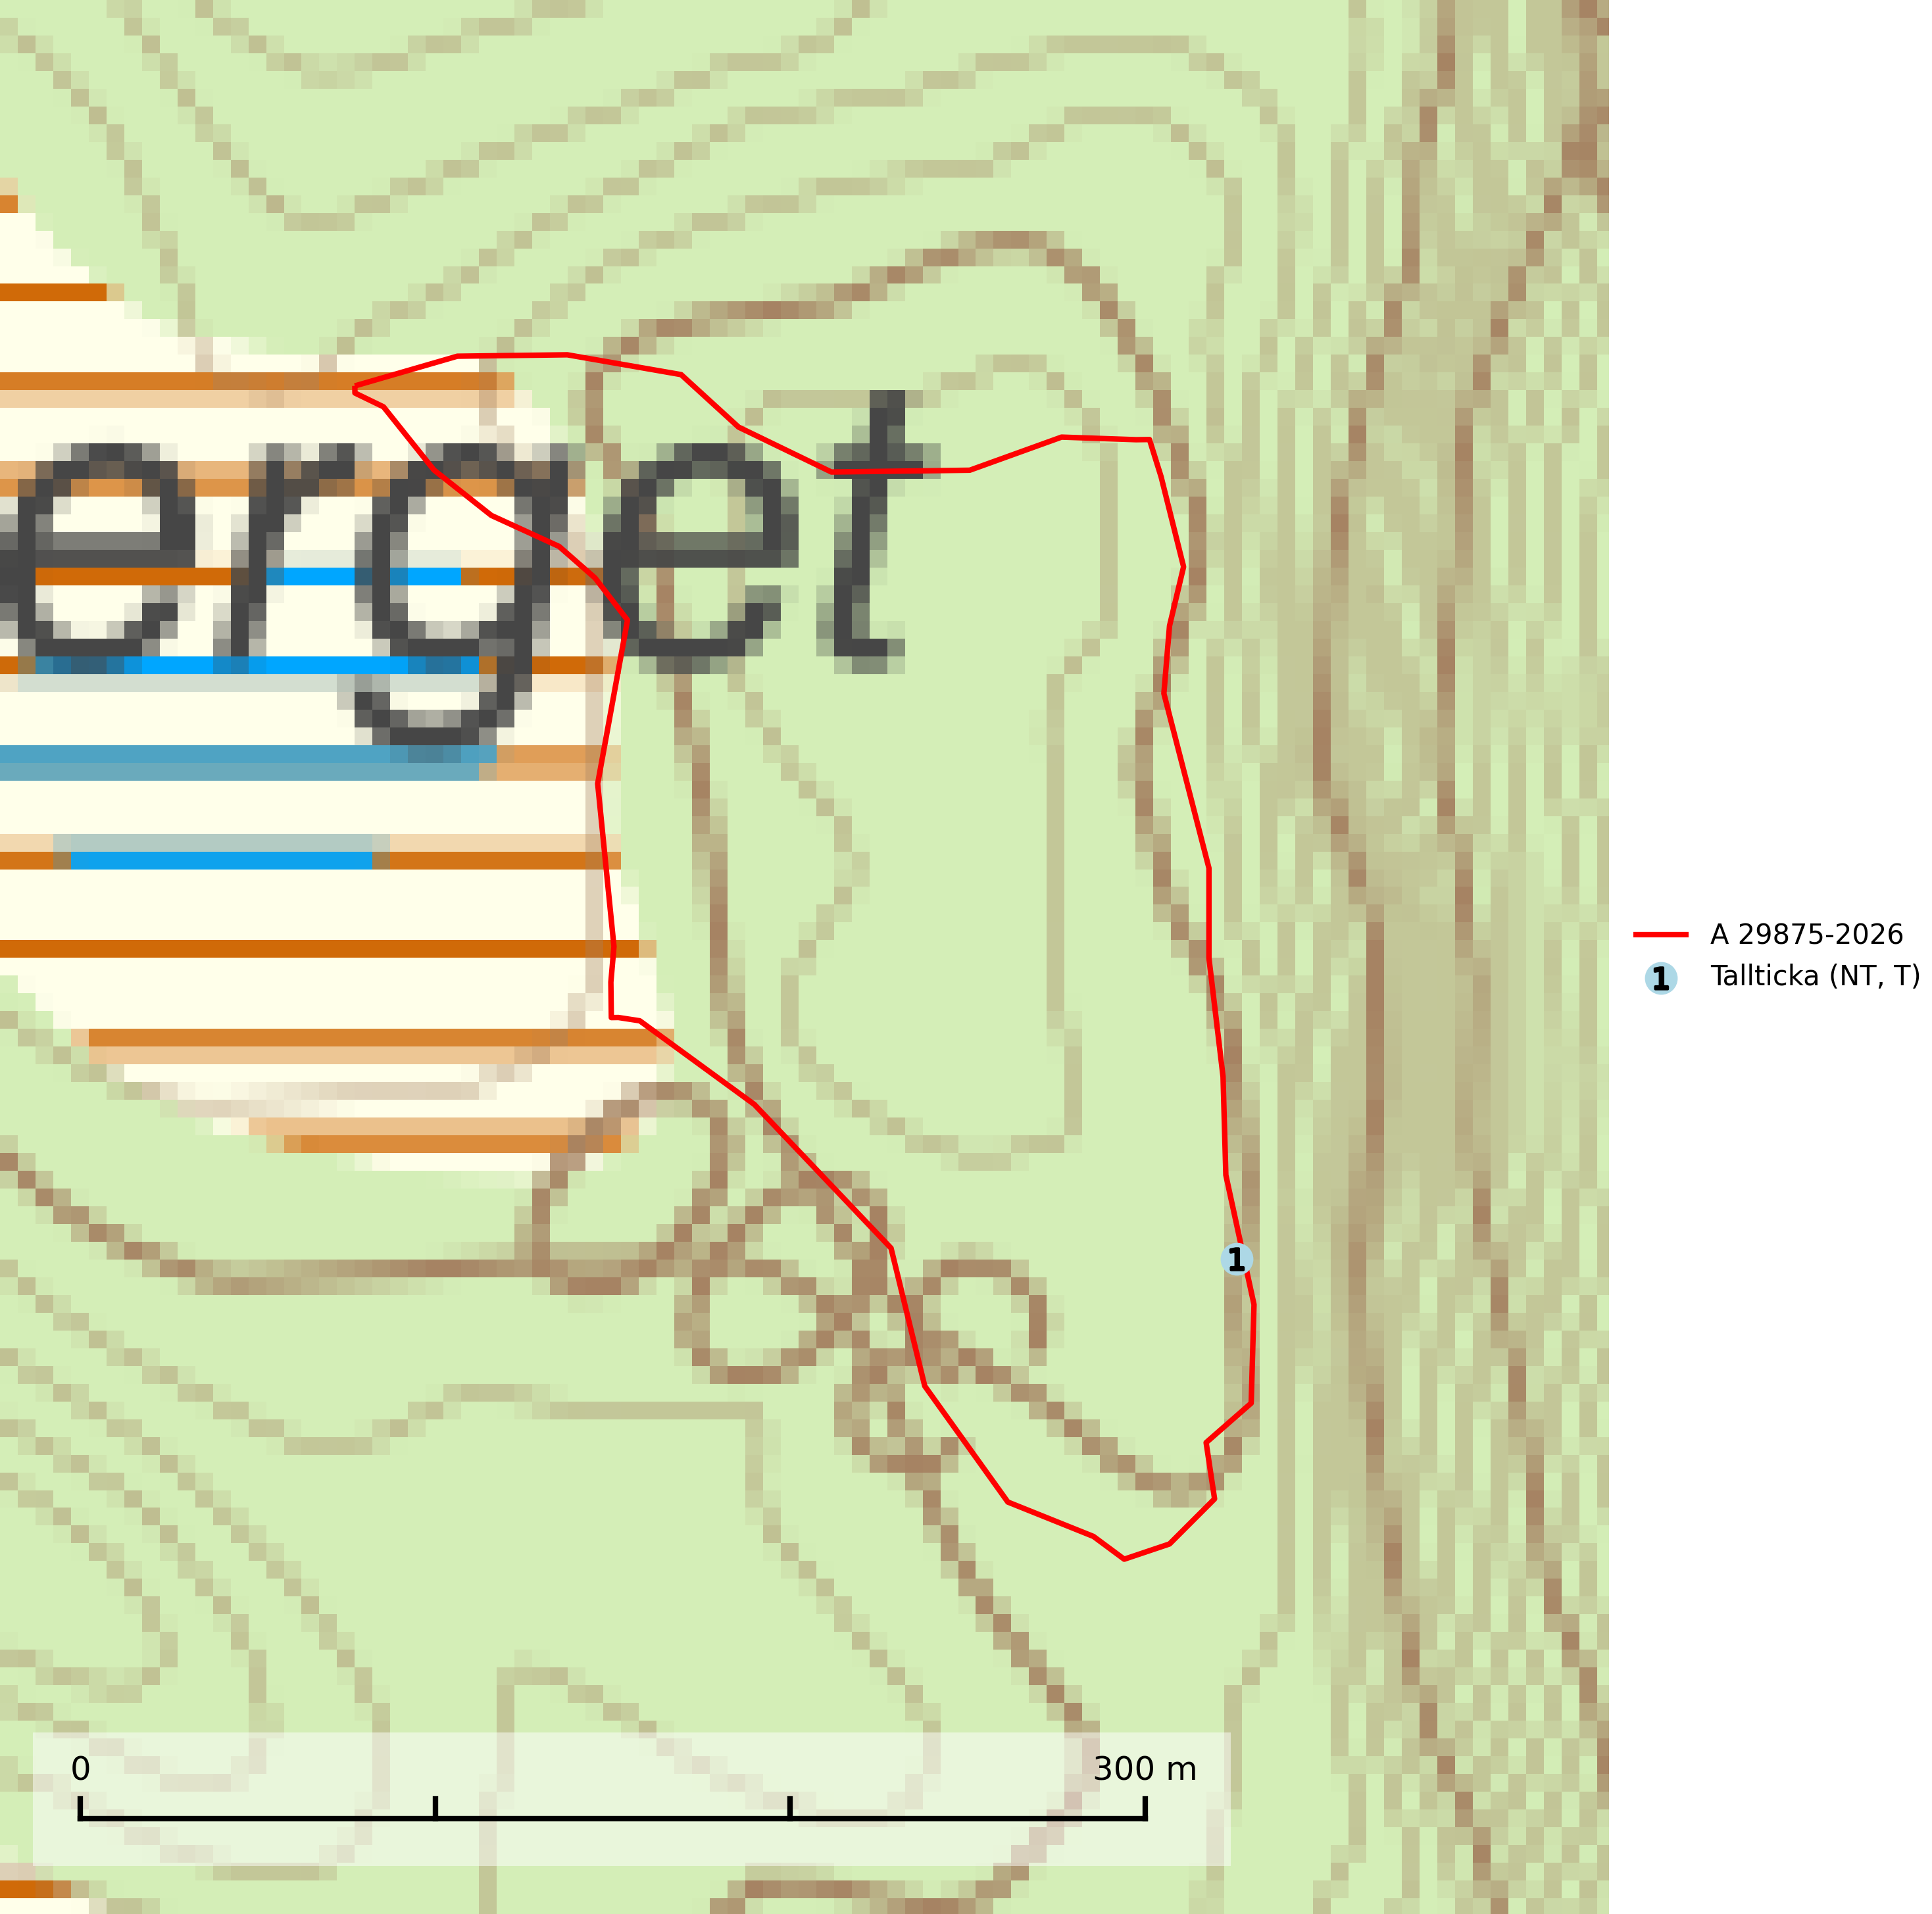 erget
A 29875-2026
1 Tallticka (NT, T)
1
0 300 m